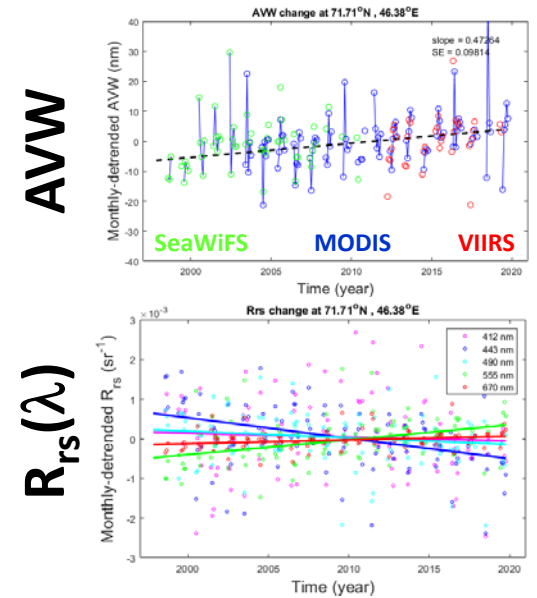 AVW change at 71.71°N , 46.38°E
slope = 0.47264
SE = 0.09814
AVW
Monthly-detrended AVW (nm)
40
30
20
10
0
-10
-20
-30
-40
SeaWiFS MODIS VIIRS
2000 2005 2010 2015 2020
Time (year)
Rrs change at 71.71°N , 46.38°E
×10⁻³
Rrs(λ)
Monthly-detrended Rrs (sr⁻¹)
3
2
1
0
-1
-2
-3
412 nm
443 nm
490 nm
555 nm
670 nm
2000 2005 2010 2015 2020
Time (year)